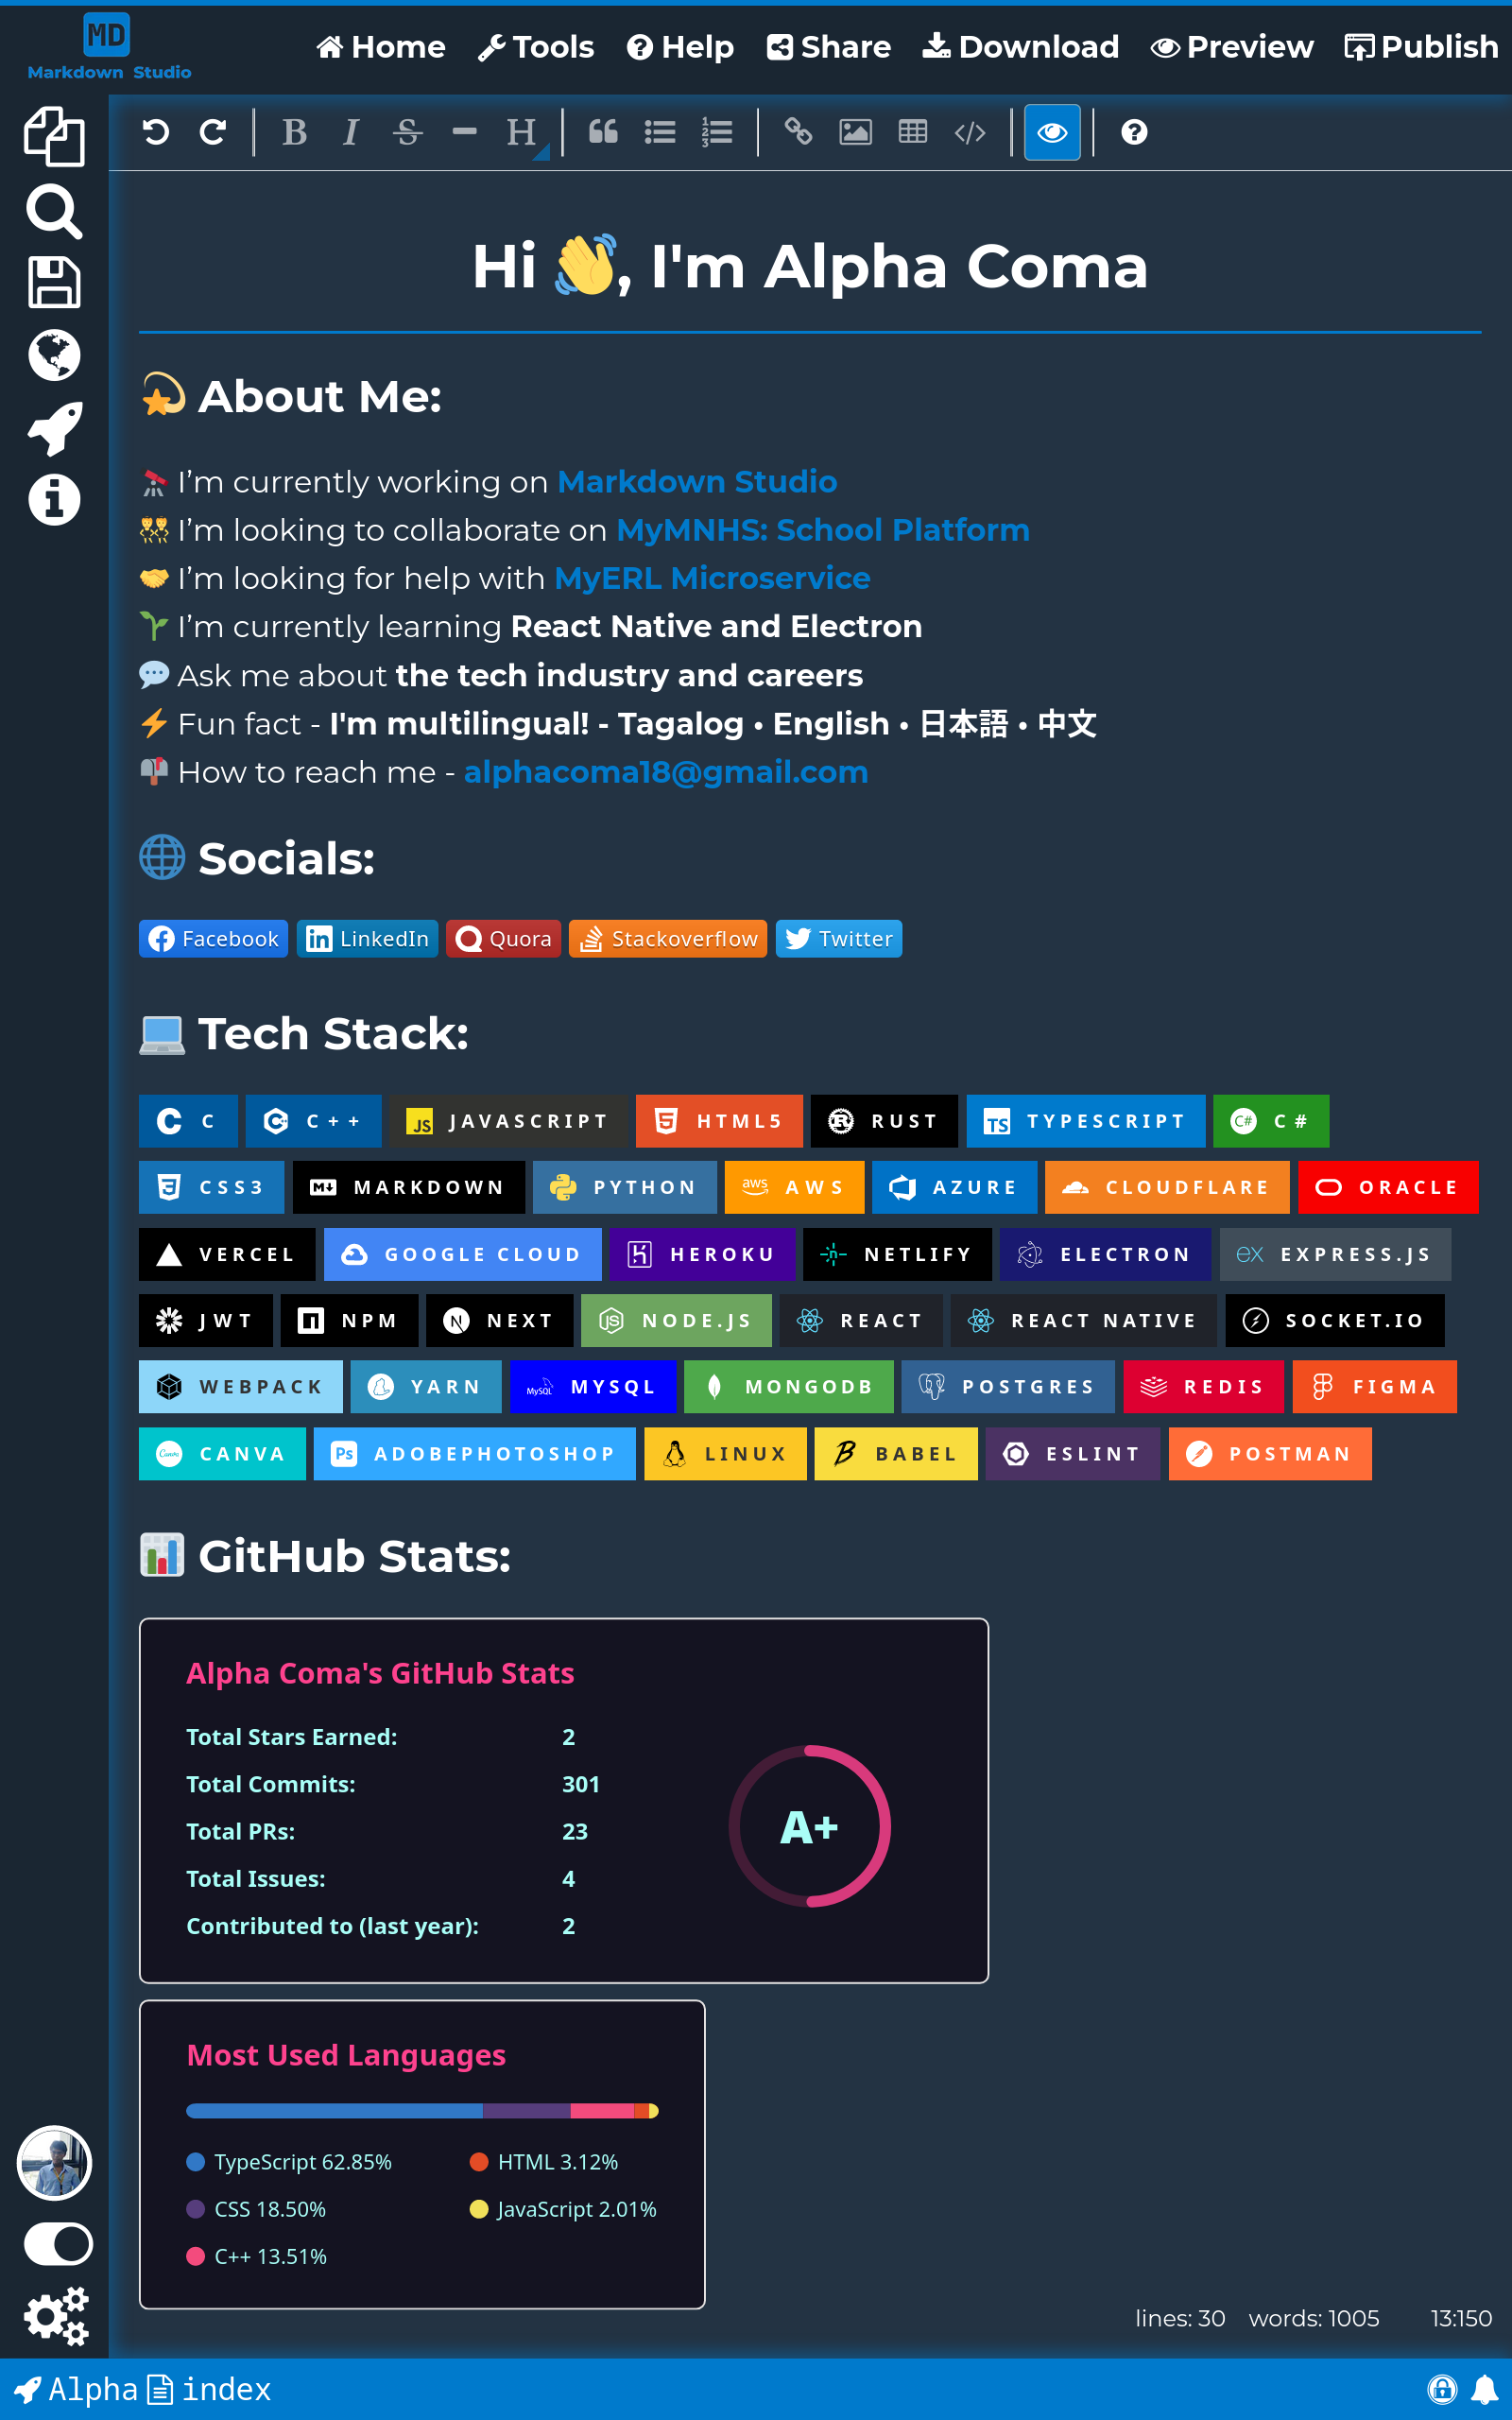 MD
Markdown Studio
Home Tools Help Share Download Preview Publish
B I S H
Hi 👋, I'm Alpha Coma
💫 About Me:
🔭 I’m currently working on Markdown Studio
👯 I’m looking to collaborate on MyMNHS: School Platform
🤝 I’m looking for help with MyERL Microservice
🌱 I’m currently learning React Native and Electron
💬 Ask me about the tech industry and careers
⚡ Fun fact - I'm multilingual! - Tagalog • English • 日本語 • 中文
📫 How to reach me - alphacoma18@gmail.com
🌐 Socials:
Facebook LinkedIn Quora Stackoverflow Twitter
💻 Tech Stack:
C C++ JS JAVASCRIPT HTML5 RUST TS TYPESCRIPT C# C#
CSS3 MARKDOWN PYTHON aws AWS AZURE CLOUDFLARE ORACLE
VERCEL GOOGLE CLOUD HEROKU NETLIFY ELECTRON ex EXPRESS.JS
JWT NPM N NEXT JS NODE.JS REACT REACT NATIVE SOCKET.IO
WEBPACK YARN MySQL MYSQL MONGODB POSTGRES REDIS FIGMA
Canva CANVA Ps ADOBEPHOTOSHOP LINUX B BABEL ESLINT POSTMAN
📊 GitHub Stats:
Alpha Coma's GitHub Stats
Total Stars Earned: 2
Total Commits: 301
Total PRs: 23
Total Issues: 4
Contributed to (last year): 2
A+
Most Used Languages
TypeScript 62.85%
CSS 18.50%
C++ 13.51%
HTML 3.12%
JavaScript 2.01%
lines: 30 words: 1005 13:150
Alpha index